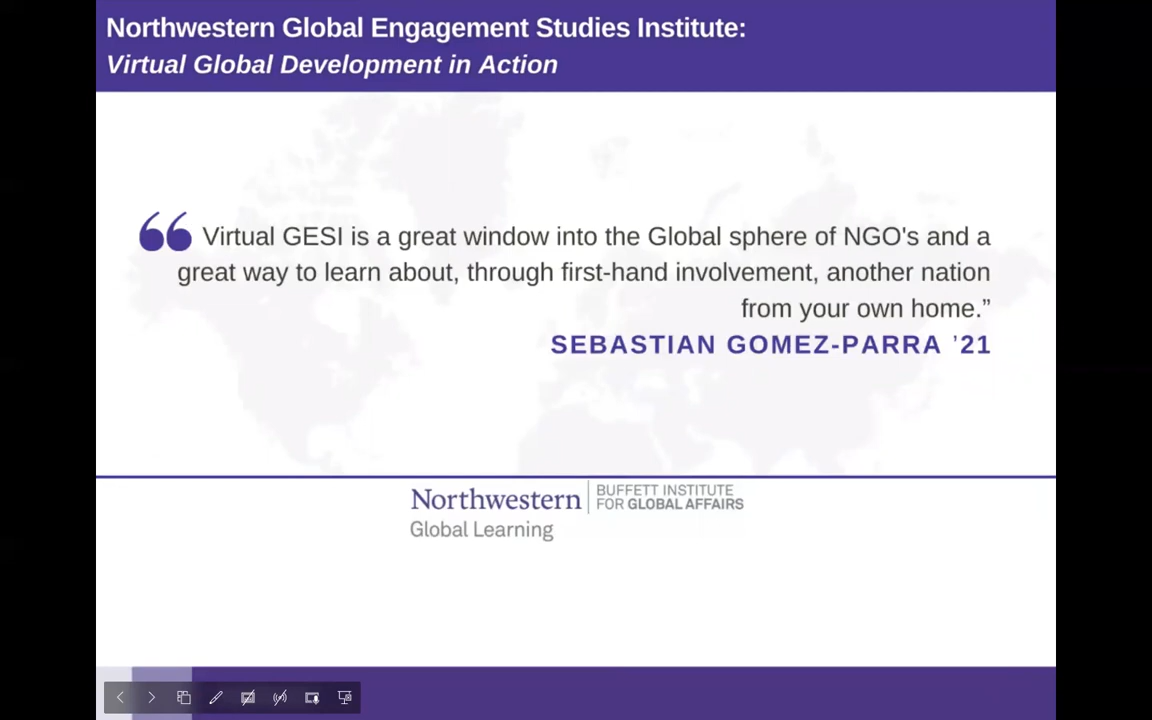 Northwestern Global Engagement Studies Institute:
Virtual Global Development in Action
“ Virtual GESI is a great window into the Global sphere of NGO's and a
great way to learn about, through first-hand involvement, another nation
from your own home.”
SEBASTIAN GOMEZ-PARRA ’21
Northwestern
Global Learning
BUFFETT INSTITUTE
FOR GLOBAL AFFAIRS